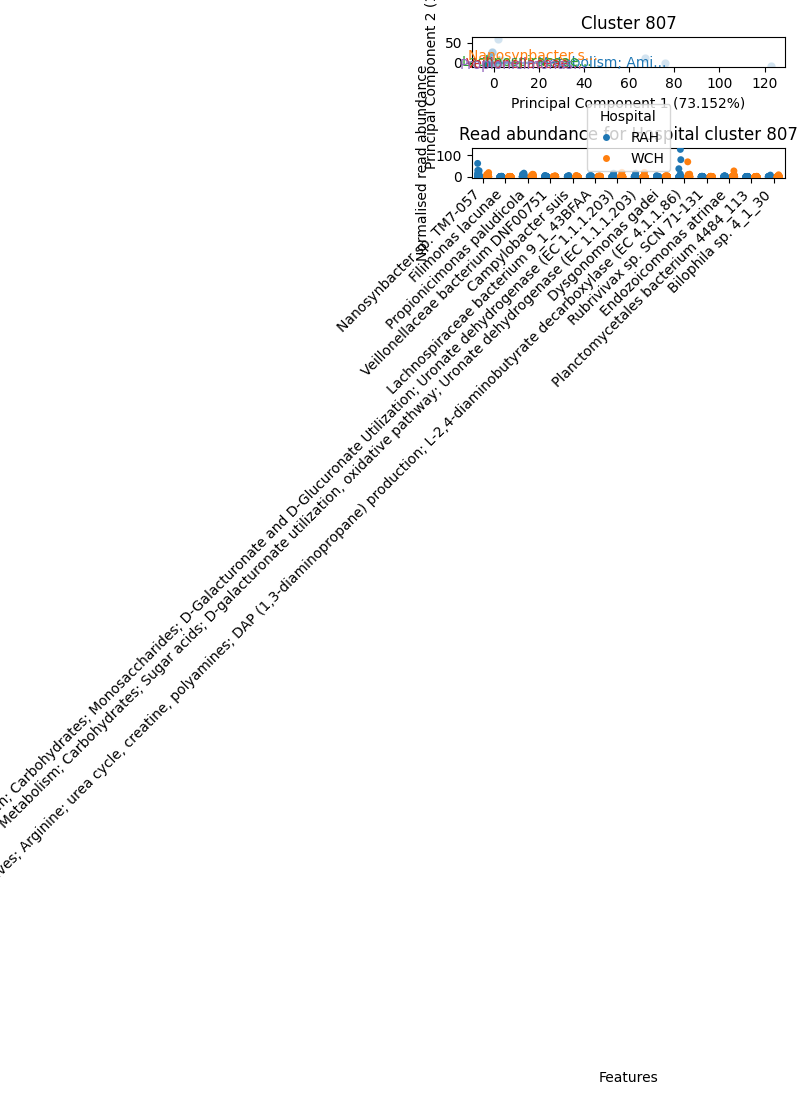 Cluster 807
50
0
Nanosynbacter s...
Principal Component 2 (
0 20 40 60 80 100 120
Principal Component 1 (73.152%)
Read abundance for Hospital cluster 807
Hospital
RAH
WCH
Normalised read abundance
100
0
Nanosynbacter sp. TM7-057
Filimonas lacunae
Propionicimonas paludicola
Veillonellaceae bacterium DNF00751
Campylobacter suis
Lachnospiraceae bacterium 9_1_43BFAA
Carbohydrates; Monosaccharides; D-Galacturonate and D-Glucuronate Utilization; Uronate dehydrogenase (EC 1.1.1.203)
Metabolism; Carbohydrates; Sugar acids; D-galacturonate utilization, oxidative pathway; Uronate dehydrogenase (EC 1.1.1.203)
Dysgonomonas gadei
Arginine; urea cycle, creatine, polyamines; DAP (1,3-diaminopropane) production; L-2,4-diaminobutyrate decarboxylase (EC 4.1.1.86)
Rubrivivax sp. SCN 71-131
Endozoicomonas atrinae
Planctomycetales bacterium 4484_113
Bilophila sp. 4_1_30
Features